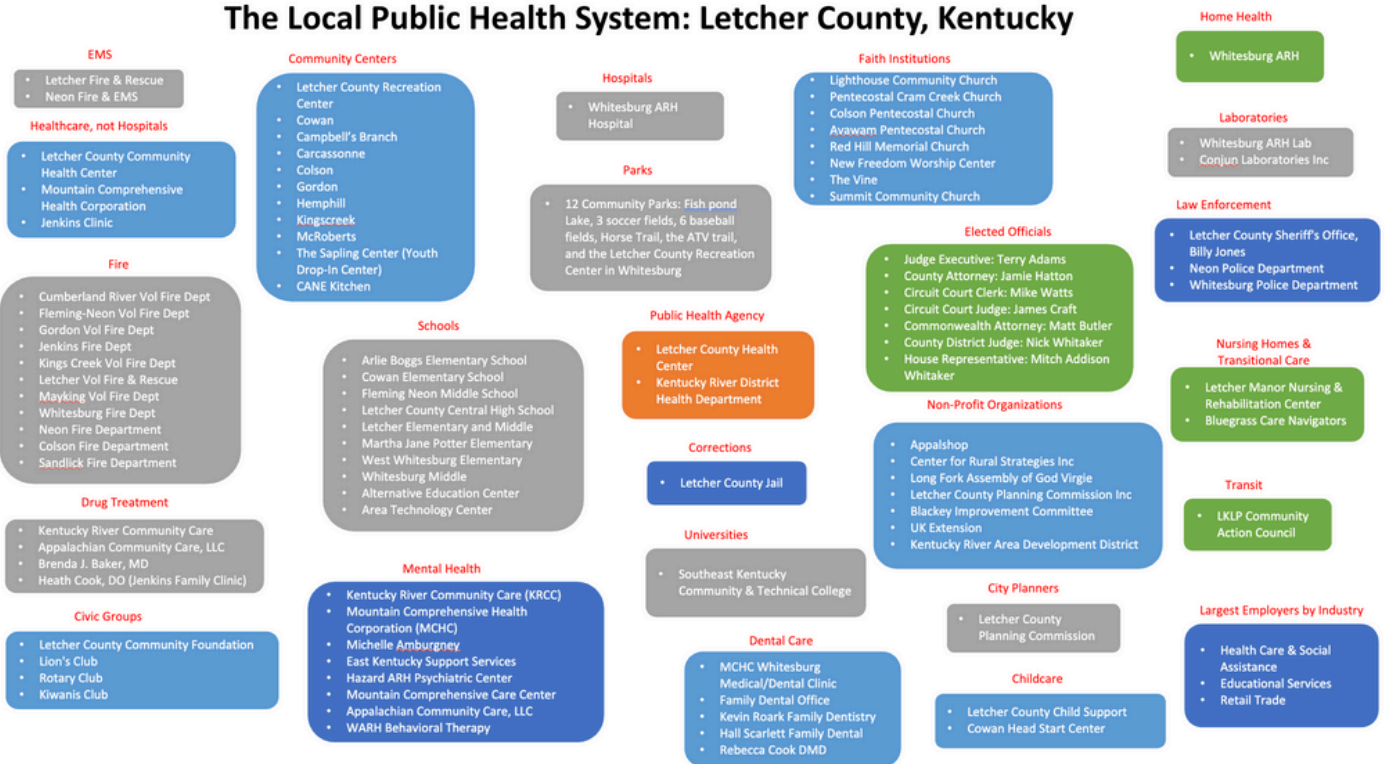 The Local Public Health System: Letcher County, Kentucky
EMS
• Letcher Fire & Rescue
• Neon Fire & EMS
Healthcare, not Hospitals
• Letcher County Community
Health Center
• Mountain Comprehensive
Health Corporation
• Jenkins Clinic
Fire
• Cumberland River Vol Fire Dept
• Fleming-Neon Vol Fire Dept
• Gordon Vol Fire Dept
• Jenkins Fire Dept
• Kings Creek Vol Fire Dept
• Letcher Vol Fire & Rescue
• Mayking Vol Fire Dept
• Whitesburg Fire Dept
• Neon Fire Department
• Colson Fire Department
• Sandlick Fire Department
Drug Treatment
• Kentucky River Community Care
• Appalachian Community Care, LLC
• Brenda J. Baker, MD
• Heath Cook, DO (Jenkins Family Clinic)
Civic Groups
• Letcher County Community Foundation
• Lion's Club
• Rotary Club
• Kiwanis Club
Community Centers
• Letcher County Recreation
Center
• Cowan
• Campbell's Branch
• Carcassonne
• Colson
• Gordon
• Hemphill
• Kingscreek
• McRoberts
• The Sapling Center (Youth
Drop-In Center)
• CANE Kitchen
Schools
• Arlie Boggs Elementary School
• Cowan Elementary School
• Fleming Neon Middle School
• Letcher County Central High School
• Letcher Elementary and Middle
• Martha Jane Potter Elementary
• West Whitesburg Elementary
• Whitesburg Middle
• Alternative Education Center
• Area Technology Center
Mental Health
• Kentucky River Community Care (KRCC)
• Mountain Comprehensive Health
Corporation (MCHC)
• Michelle Amburgney
• East Kentucky Support Services
• Hazard ARH Psychiatric Center
• Mountain Comprehensive Care Center
• Appalachian Community Care, LLC
• WARH Behavioral Therapy
Hospitals
• Whitesburg ARH
Hospital
Parks
• 12 Community Parks: Fish pond
Lake, 3 soccer fields, 6 baseball
fields, Horse Trail, the ATV trail,
and the Letcher County Recreation
Center in Whitesburg
Public Health Agency
• Letcher County Health
Center
• Kentucky River District
Health Department
Corrections
• Letcher County Jail
Universities
• Southeast Kentucky
Community & Technical College
Dental Care
• MCHC Whitesburg
Medical/Dental Clinic
• Family Dental Office
• Kevin Roark Family Dentistry
• Hall Scarlett Family Dental
• Rebecca Cook DMD
Faith Institutions
• Lighthouse Community Church
• Pentecostal Cram Creek Church
• Colson Pentecostal Church
• Avawam Pentecostal Church
• Red Hill Memorial Church
• New Freedom Worship Center
• The Vine
• Summit Community Church
Elected Officials
• Judge Executive: Terry Adams
• County Attorney: Jamie Hatton
• Circuit Court Clerk: Mike Watts
• Circuit Court Judge: James Craft
• Commonwealth Attorney: Matt Butler
• County District Judge: Nick Whitaker
• House Representative: Mitch Addison
Whitaker
Non-Profit Organizations
• Appalshop
• Center for Rural Strategies Inc
• Long Fork Assembly of God Virgie
• Letcher County Planning Commission Inc
• Blackey Improvement Committee
• UK Extension
• Kentucky River Area Development District
City Planners
• Letcher County
Planning Commission
Childcare
• Letcher County Child Support
• Cowan Head Start Center
Home Health
• Whitesburg ARH
Laboratories
• Whitesburg ARH Lab
• Conjun Laboratories Inc
Law Enforcement
• Letcher County Sheriff's Office,
Billy Jones
• Neon Police Department
• Whitesburg Police Department
Nursing Homes &
Transitional Care
• Letcher Manor Nursing &
Rehabilitation Center
• Bluegrass Care Navigators
Transit
• LKLP Community
Action Council
Largest Employers by Industry
• Health Care & Social
Assistance
• Educational Services
• Retail Trade